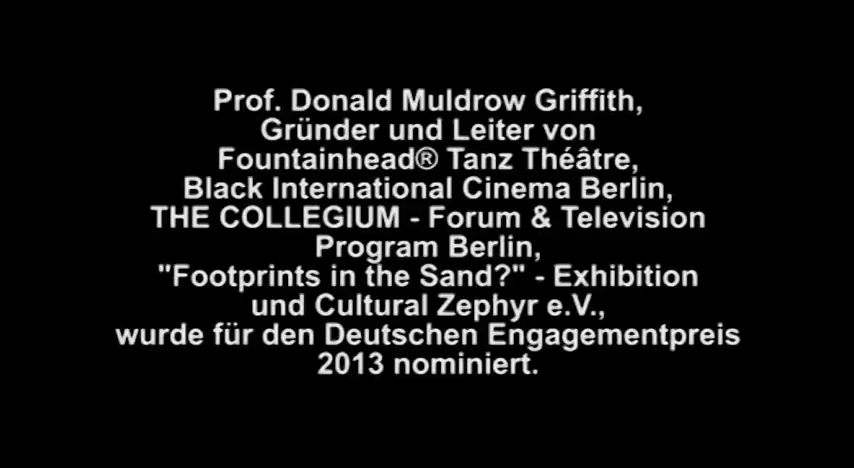 Prof. Donald Muldrow Griffith,
Gründer und Leiter von
Fountainhead® Tanz Théâtre,
Black International Cinema Berlin,
THE COLLEGIUM - Forum & Television
Program Berlin,
"Footprints in the Sand?" - Exhibition
und Cultural Zephyr e.V.,
wurde für den Deutschen Engagementpreis
2013 nominiert.